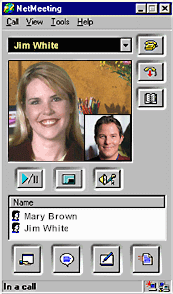 NetMeeting
Call View Tools Help
Jim White
Name
Mary Brown
Jim White
In a call